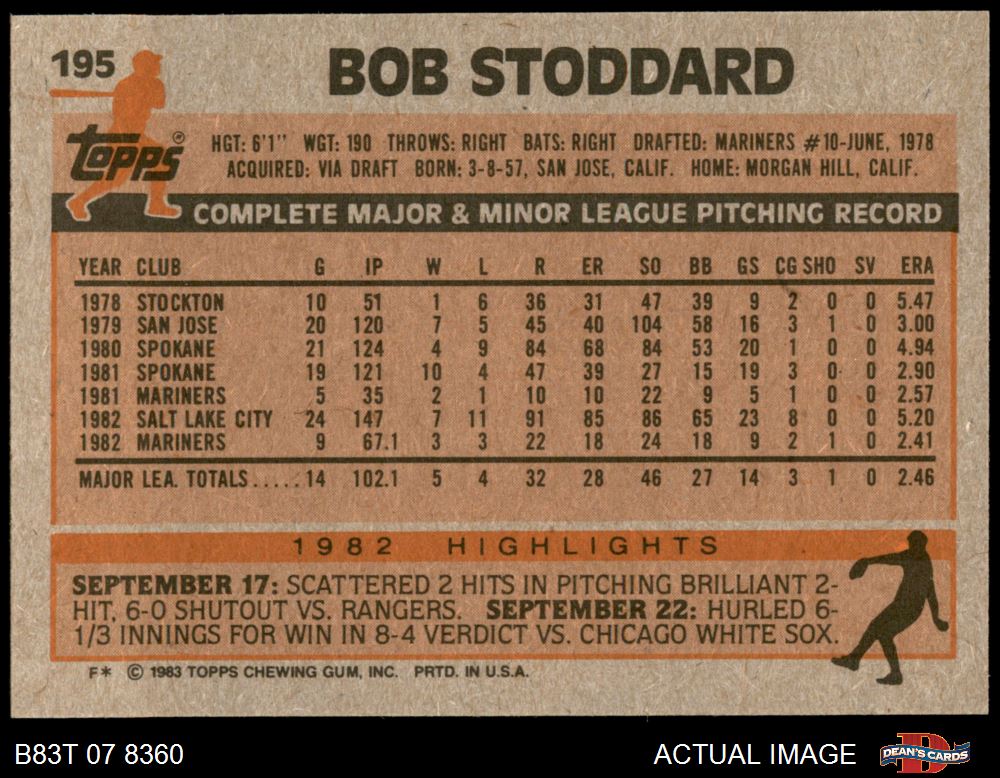 195
BOB STODDARD
Topps®
HGT: 6'1" WGT: 190 THROWS: RIGHT BATS: RIGHT DRAFTED: MARINERS #10-JUNE, 1978
ACQUIRED: VIA DRAFT BORN: 3-8-57, SAN JOSE, CALIF. HOME: MORGAN HILL, CALIF.
COMPLETE MAJOR & MINOR LEAGUE PITCHING RECORD
YEAR CLUB G IP W L R ER SO BB GS CG SHO SV ERA
1978 STOCKTON 10 51 1 6 36 31 47 39 9 2 0 0 5.47
1979 SAN JOSE 20 120 7 5 45 40 104 58 16 3 1 0 3.00
1980 SPOKANE 21 124 4 9 84 68 84 53 20 1 0 0 4.94
1981 SPOKANE 19 121 10 4 47 39 27 15 19 3 0 0 2.90
1981 MARINERS 5 35 2 1 10 10 22 9 5 1 0 0 2.57
1982 SALT LAKE CITY 24 147 7 11 91 85 86 65 23 8 0 0 5.20
1982 MARINERS 9 67.1 3 3 22 18 24 18 9 2 1 0 2.41
MAJOR LEA. TOTALS.....14 102.1 5 4 32 28 46 27 14 3 1 0 2.46
1982 HIGHLIGHTS
SEPTEMBER 17: SCATTERED 2 HITS IN PITCHING BRILLIANT 2-
HIT, 6-0 SHUTOUT VS. RANGERS. SEPTEMBER 22: HURLED 6-
1/3 INNINGS FOR WIN IN 8-4 VERDICT VS. CHICAGO WHITE SOX.
F* © 1983 TOPPS CHEWING GUM, INC. PRTD. IN U.S.A.
B83T 07 8360 ACTUAL IMAGE D DEAN'S CARDS